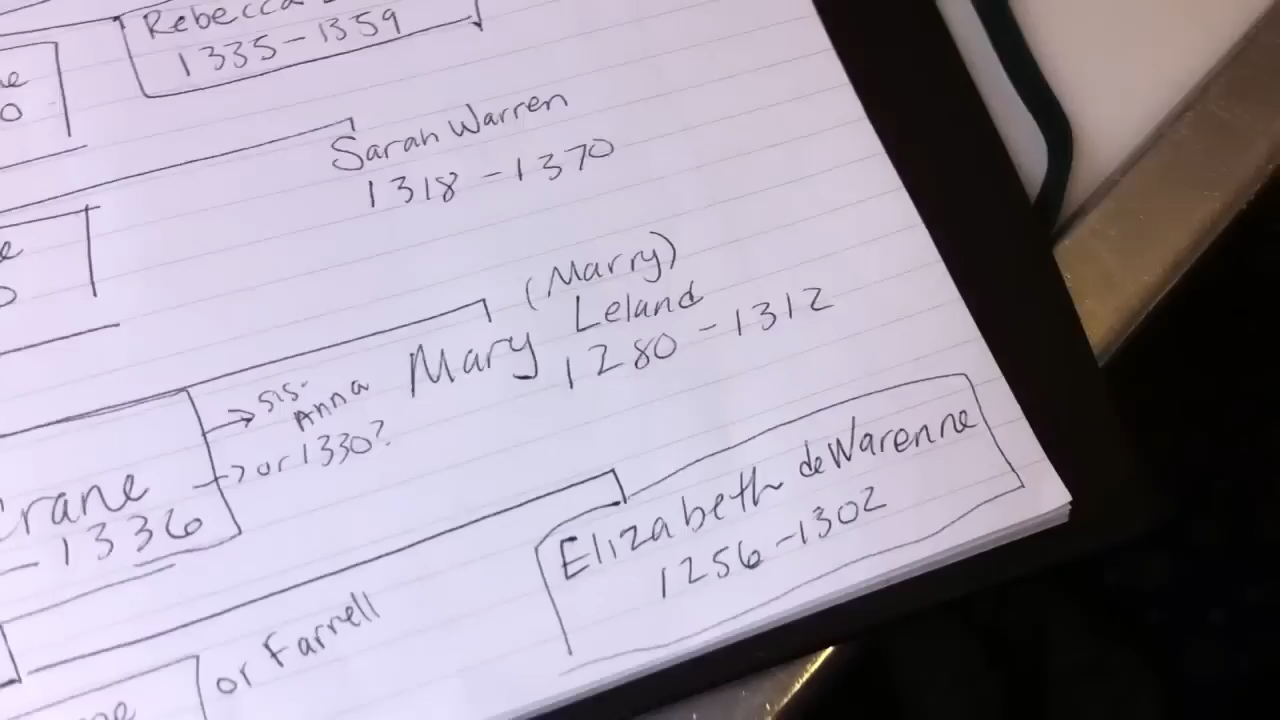 Rebecca
1335-1359
Sarah Warren
1318-1370
(Marry)
Mary Leland
1280-1312
→ sis- Anna
→ or 1330?
Crane
-1336
Elizabeth deWarenne
1256-1302
or Farrell